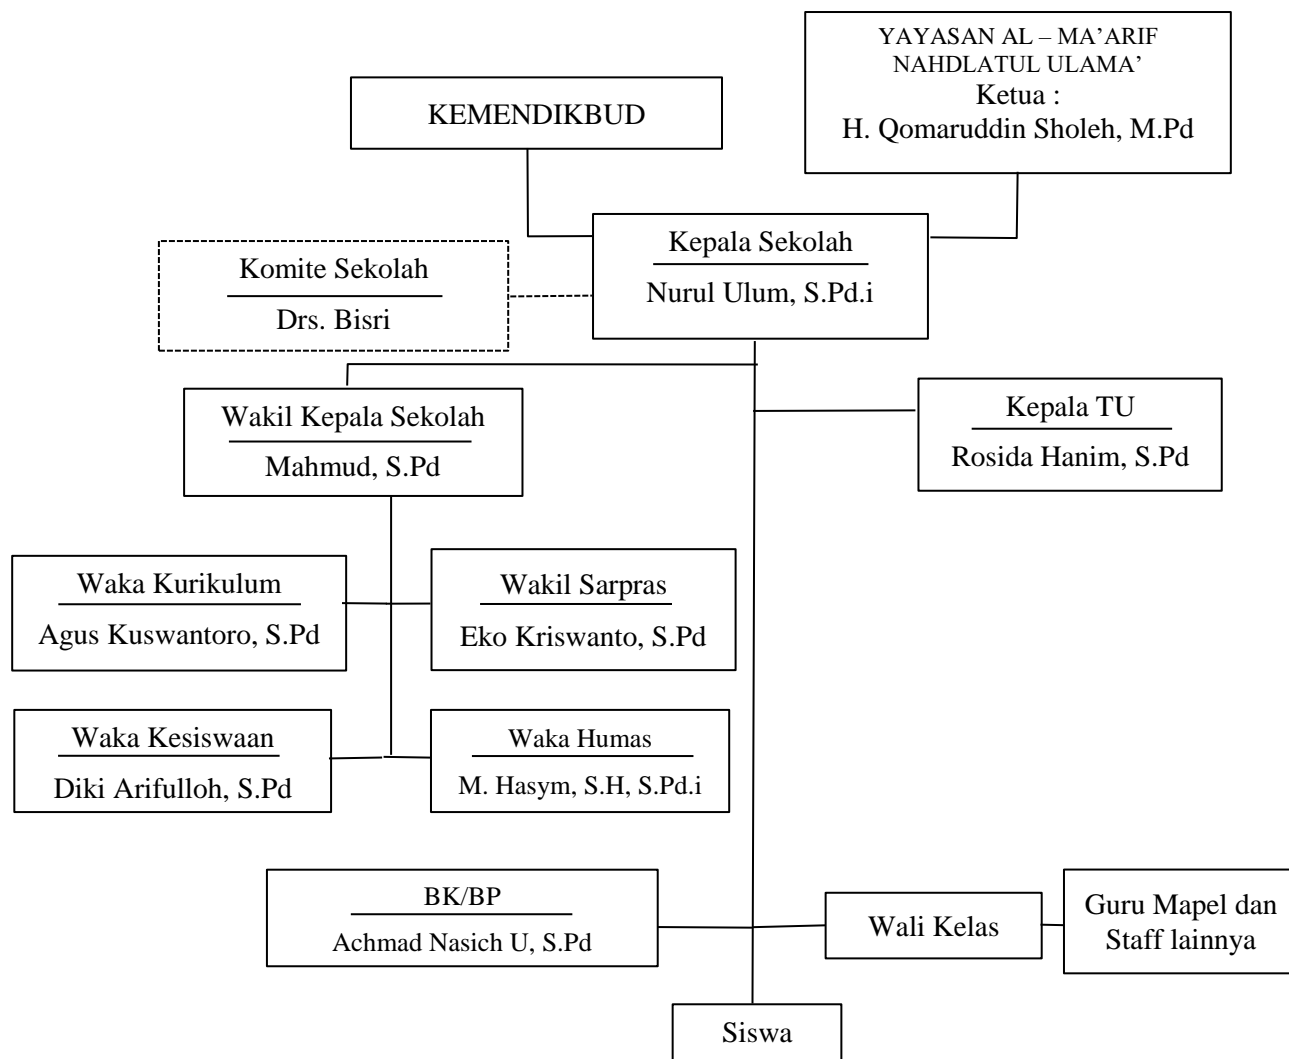 YAYASAN AL – MA’ARIF
NAHDLATUL ULAMA’
Ketua :
H. Qomaruddin Sholeh, M.Pd
KEMENDIKBUD
Kepala Sekolah
Nurul Ulum, S.Pd.i
Komite Sekolah
Drs. Bisri
Wakil Kepala Sekolah
Mahmud, S.Pd
Kepala TU
Rosida Hanim, S.Pd
Waka Kurikulum
Agus Kuswantoro, S.Pd
Wakil Sarpras
Eko Kriswanto, S.Pd
Waka Kesiswaan
Diki Arifulloh, S.Pd
Waka Humas
M. Hasym, S.H, S.Pd.i
BK/BP
Achmad Nasich U, S.Pd
Wali Kelas
Guru Mapel dan
Staff lainnya
Siswa